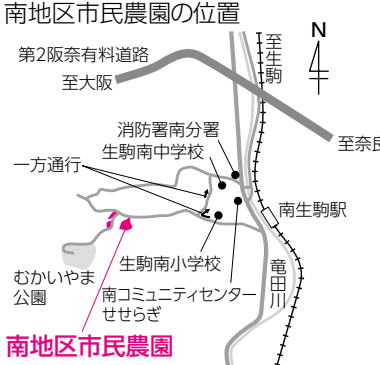 南地区市民農園の位置
N
至生駒
第2阪奈有料道路
至大阪
至奈良
消防署南分署
生駒南中学校
一方通行
南生駒駅
生駒南小学校
竜田川
むかいやま
公園
南コミュニティセンター
せせらぎ
南地区市民農園